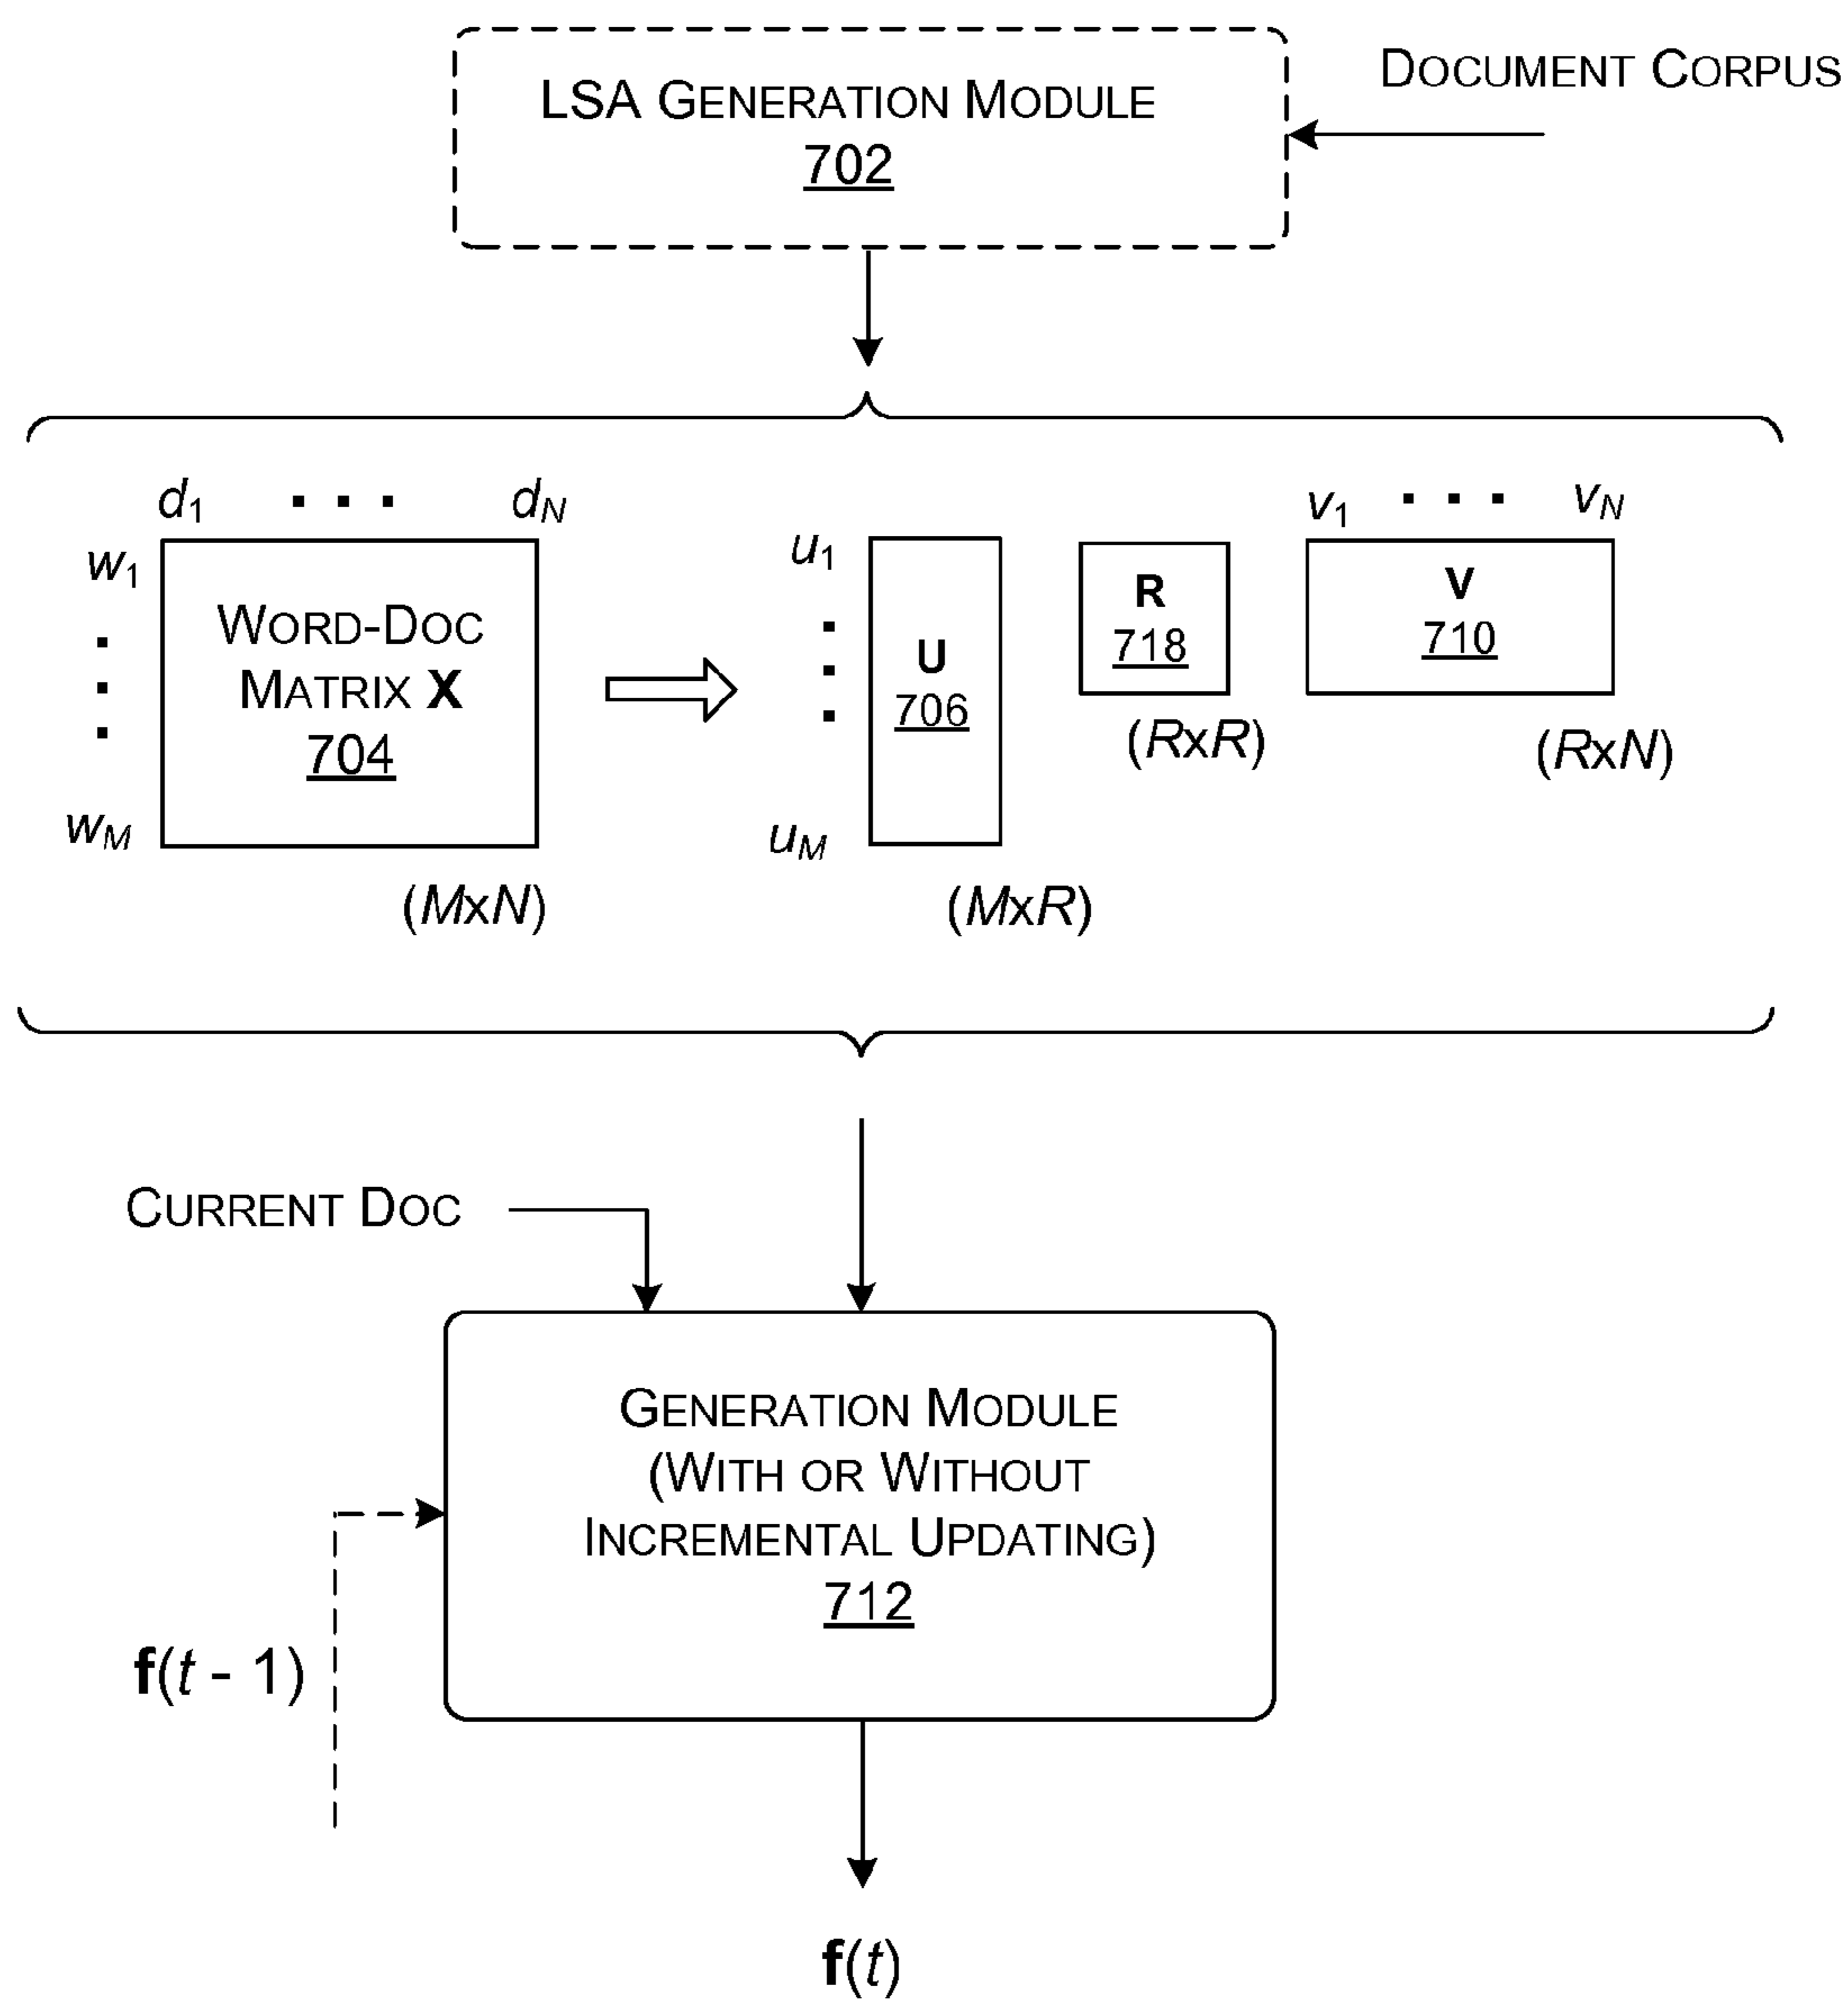 LSA GENERATION MODULE
702
DOCUMENT CORPUS
d1 . . . dN
w1
.
.
.
wM
WORD-DOC
MATRIX X
704
(MxN)
u1
.
.
.
uM
U
706
(MxR)
R
718
(RxR)
v1 . . . vN
V
710
(RxN)
CURRENT DOC
GENERATION MODULE
(WITH OR WITHOUT
INCREMENTAL UPDATING)
712
f(t - 1)
f(t)